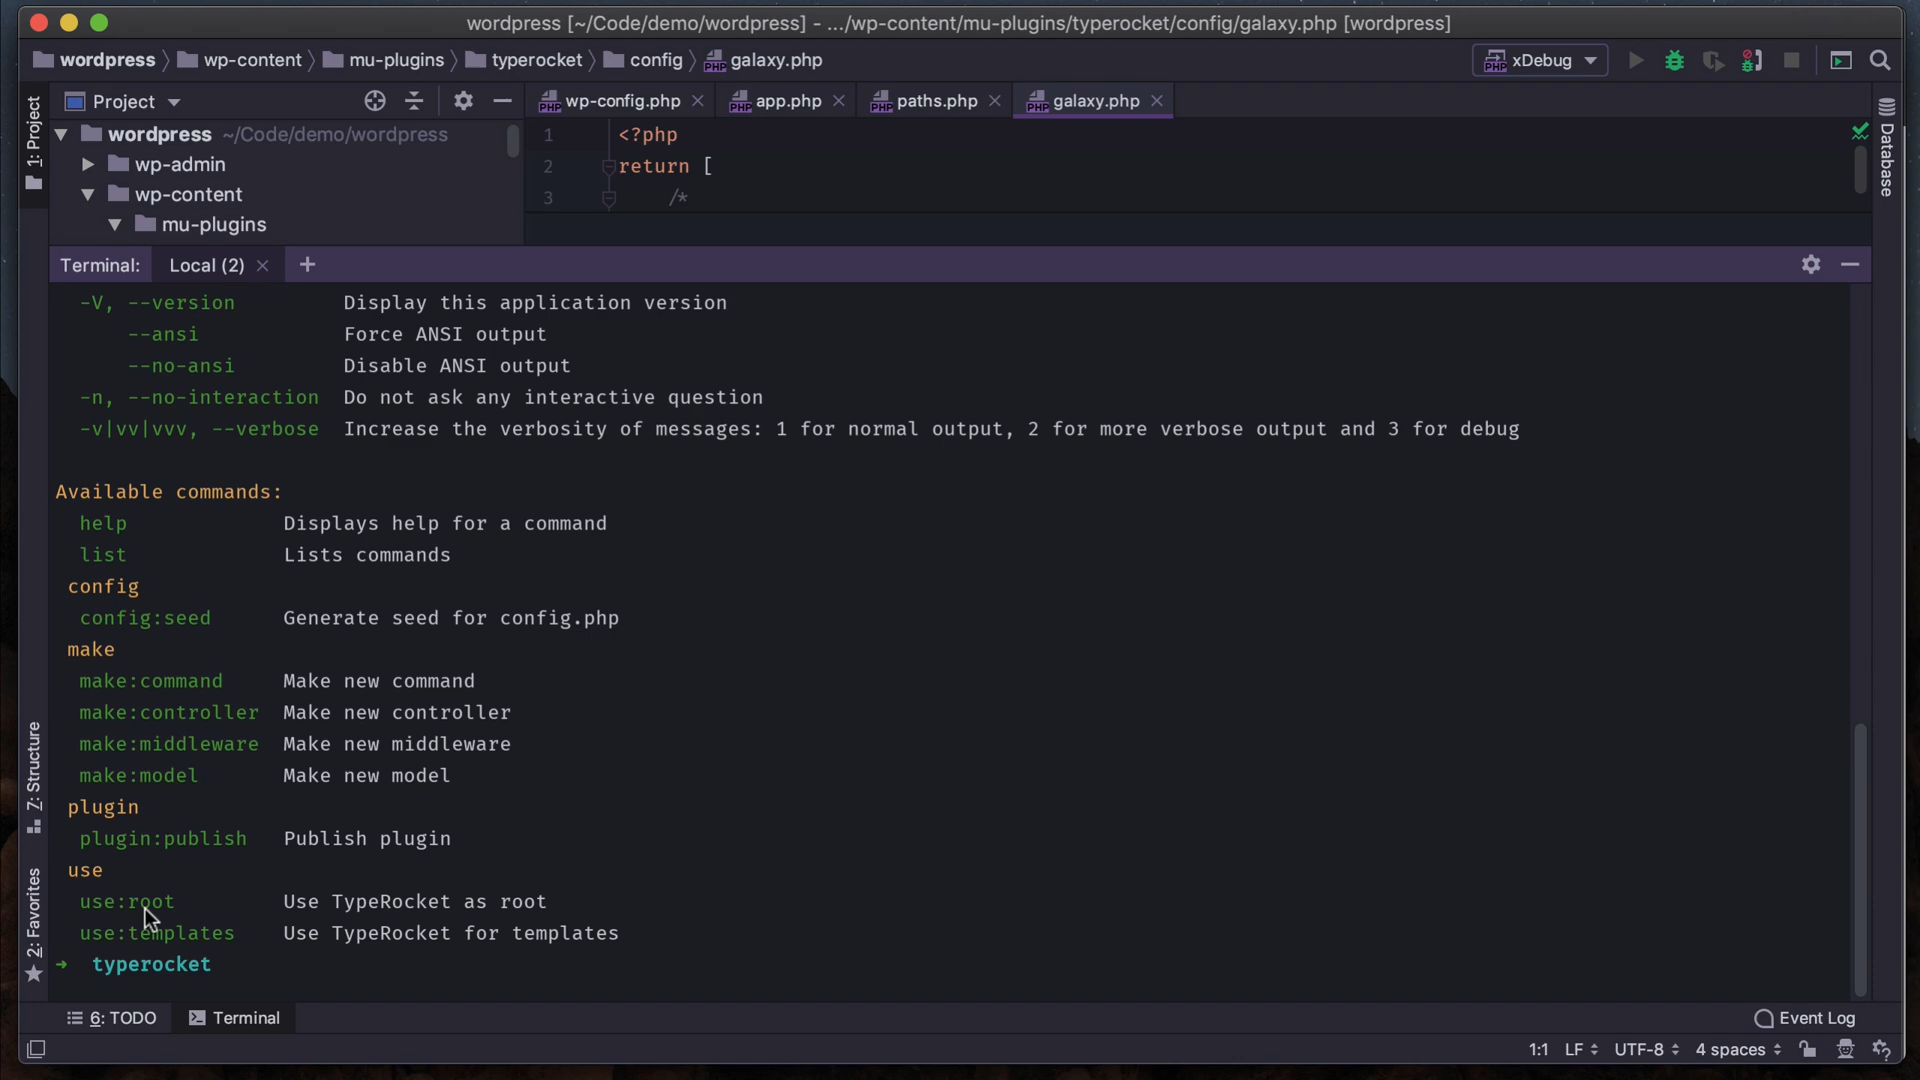 wordpress [~/Code/demo/wordpress] - .../wp-content/mu-plugins/typerocket/config/galaxy.php [wordpress]
wordpress wp-content mu-plugins typerocket config galaxy.php xDebug
Project wp-config.php app.php paths.php galaxy.php
1: Project
wordpress ~/Code/demo/wordpress
wp-admin
wp-content
mu-plugins
1 <?php
2 return [
3 /*
Database
Terminal: Local (2) +
-V, --version Display this application version
--ansi Force ANSI output
--no-ansi Disable ANSI output
-n, --no-interaction Do not ask any interactive question
-v|vv|vvv, --verbose Increase the verbosity of messages: 1 for normal output, 2 for more verbose output and 3 for debug
Available commands:
help Displays help for a command
list Lists commands
config
config:seed Generate seed for config.php
make
make:command Make new command
make:controller Make new controller
make:middleware Make new middleware
make:model Make new model
plugin
plugin:publish Publish plugin
use
use:root Use TypeRocket as root
use:templates Use TypeRocket for templates
➜ typerocket
7: Structure
2: Favorites
6: TODO Terminal Event Log
1:1 LF UTF-8 4 spaces